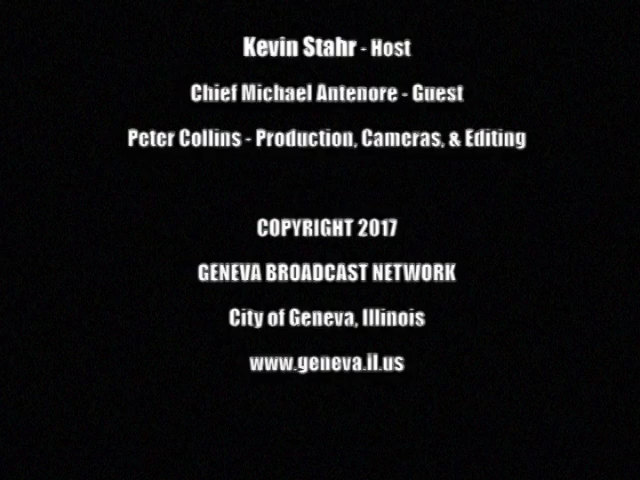 Kevin Stahr - Host
Chief Michael Antenore - Guest
Peter Collins - Production, Cameras, & Editing
COPYRIGHT 2017
GENEVA BROADCAST NETWORK
City of Geneva, Illinois
www.geneva.il.us